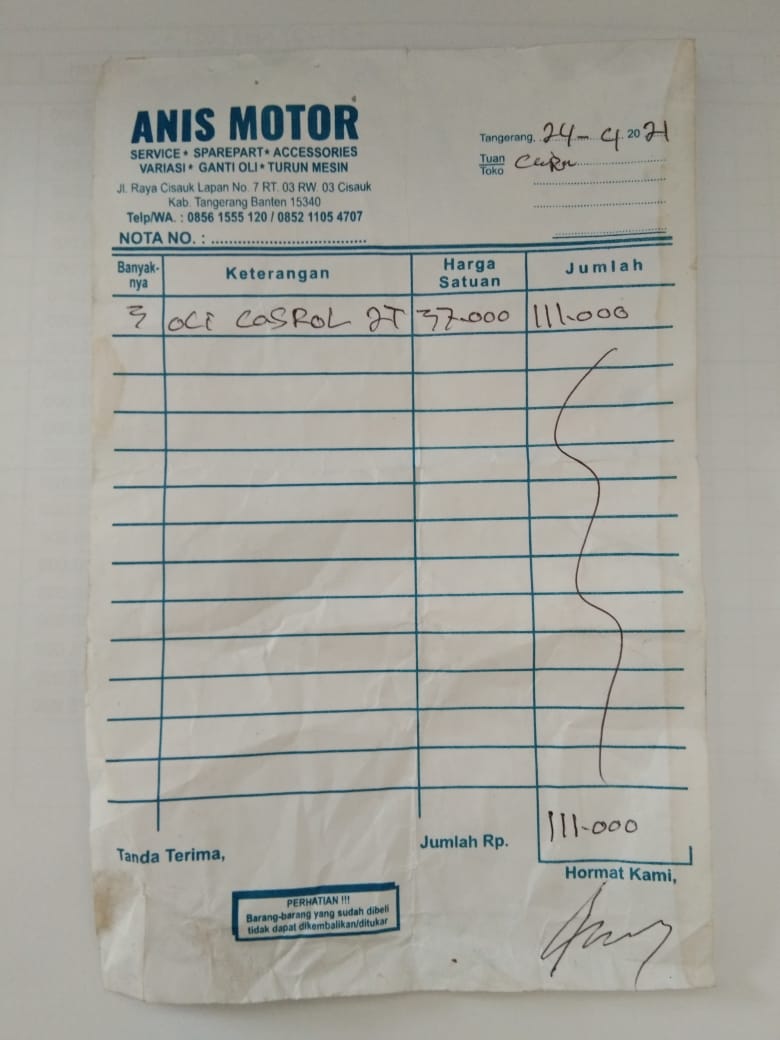 ANIS MOTOR
SERVICE★ SPAREPART★ ACCESSORIES
VARIASI★ GANTI OLI★ TURUN MESIN
Jl. Raya Cisauk Lapan No. 7 RT. 03 RW. 03 Cisauk
Kab. Tangerang Banten 15340
Telp/WA. : 0856 1555 120 / 0852 1105 4707
NOTA NO. :
Tangerang, 24-4 2021
Tuan
Toko
Banyak-nya Keterangan Harga Satuan Jumlah
3 OLI COSROL 2T 37.000 111.000
Jumlah Rp. 111.000
Tanda Terima,
Hormat Kami,
PERHATIAN !!!
Barang-barang yang sudah dibeli
tidak dapat dikembalikan/ditukar